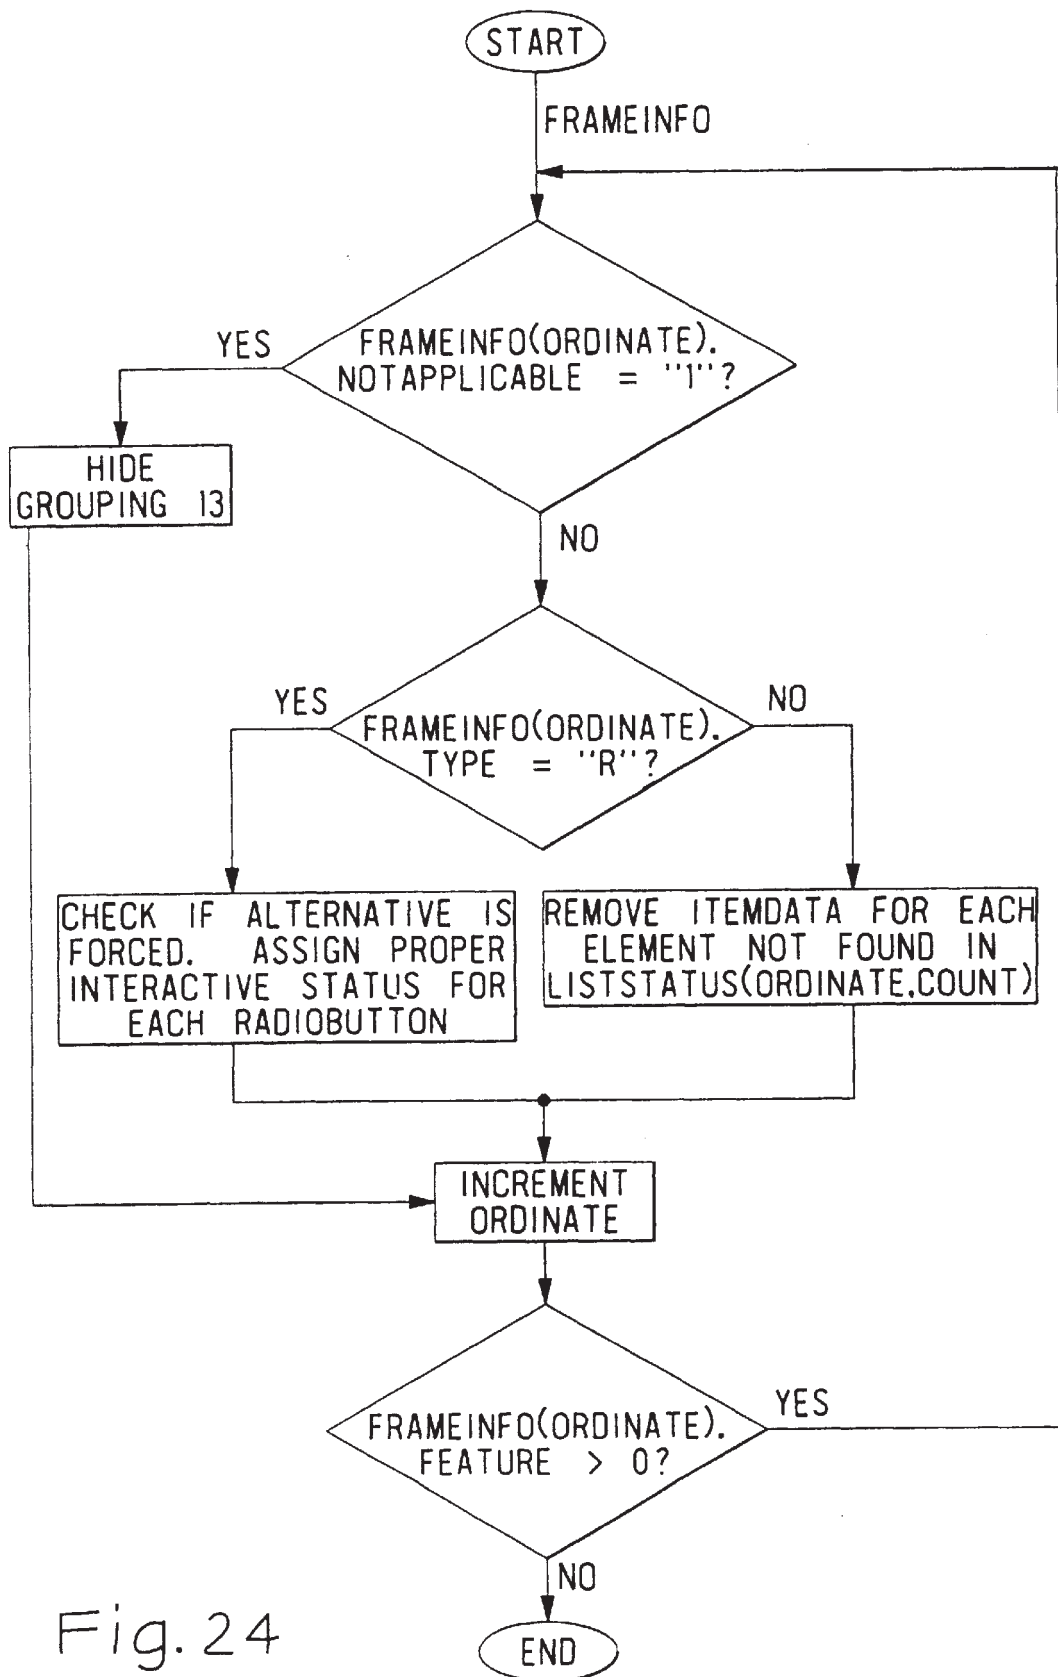 START
FRAMEINFO
YES
FRAMEINFO(ORDINATE).
NOTAPPLICABLE = "1"?
HIDE
GROUPING 13
NO
YES
NO
FRAMEINFO(ORDINATE).
TYPE = "R"?
CHECK IF ALTERNATIVE IS
FORCED. ASSIGN PROPER
INTERACTIVE STATUS FOR
EACH RADIOBUTTON
REMOVE ITEMDATA FOR EACH
ELEMENT NOT FOUND IN
LISTSTATUS(ORDINATE,COUNT)
INCREMENT
ORDINATE
FRAMEINFO(ORDINATE).
FEATURE > 0?
YES
NO
END
Fig. 24